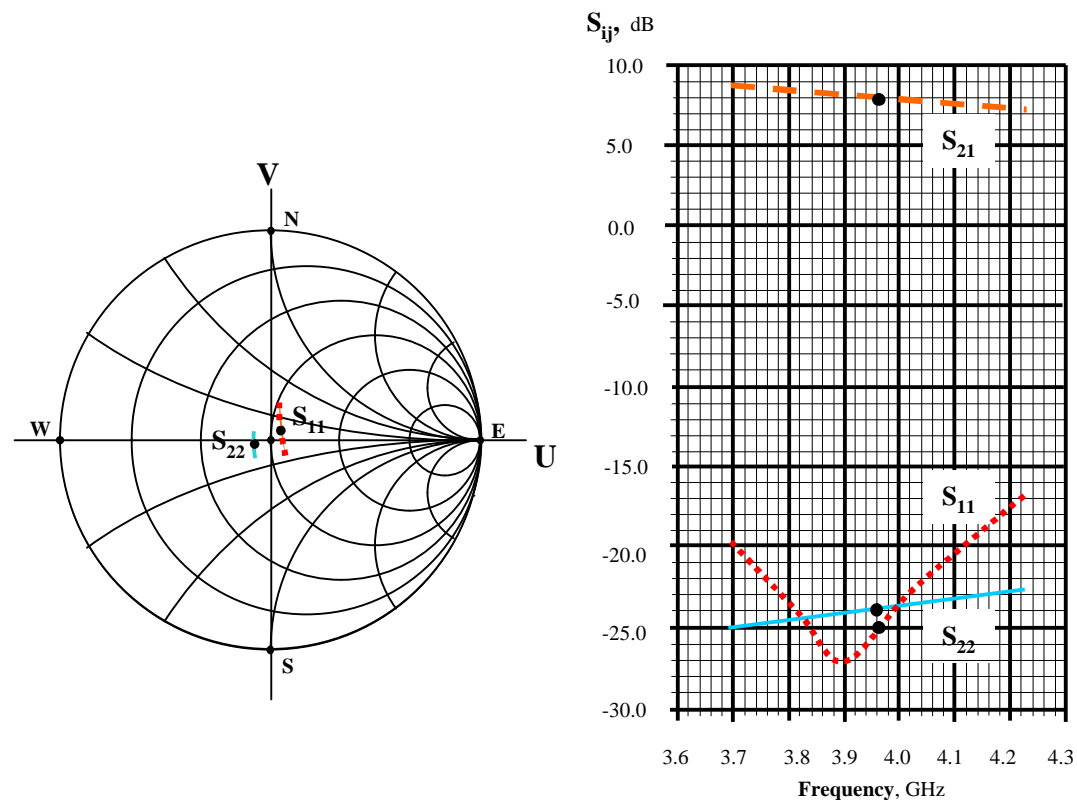 V
N
W
E
U
S
S11
S22
Sij, dB
10.0
5.0
0.0
-5.0
-10.0
-15.0
-20.0
-25.0
-30.0
S21
S11
S22
3.6 3.7 3.8 3.9 4.0 4.1 4.2 4.3
Frequency, GHz